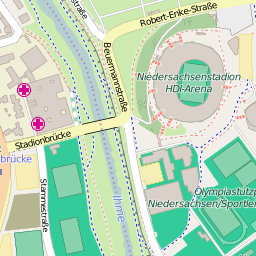 Robert-Enke-Straße
Beuermannstraße
Niedersachsenstadion
HDI-Arena
Stadionbrücke
brücke
Stammestraße
Ihme
Olympiastutzp
Niedersachsen/Sportler